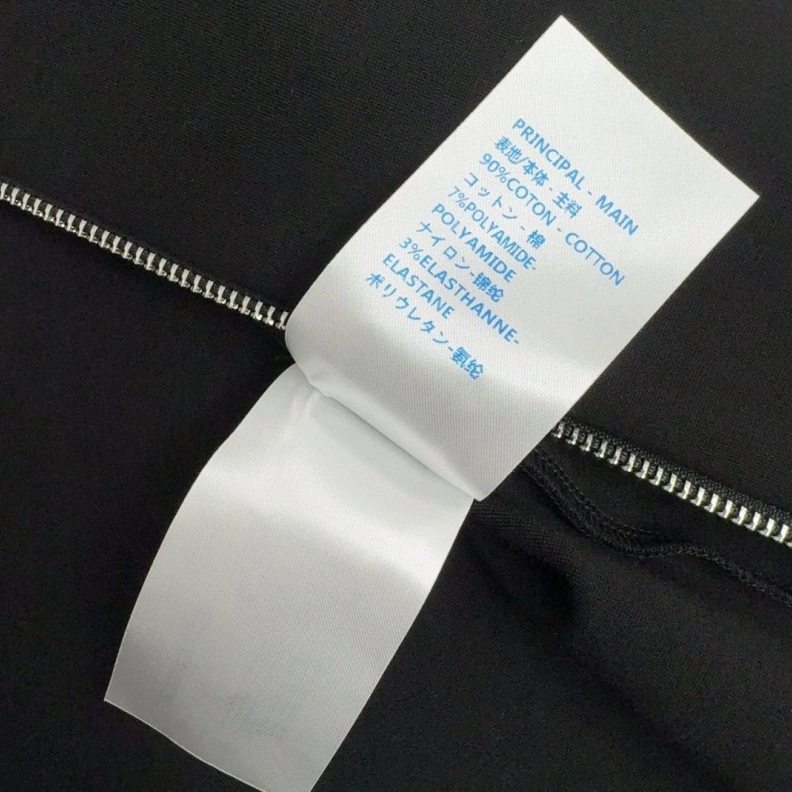 PRINCIPAL - MAIN
表地/本体 - 主料
90%COTON - COTTON
コットン - 棉
7%POLYAMIDE-
POLYAMIDE
ナイロン-锦纶
3%ELASTHANNE-
ELASTANE
ポリウレタン-氨纶